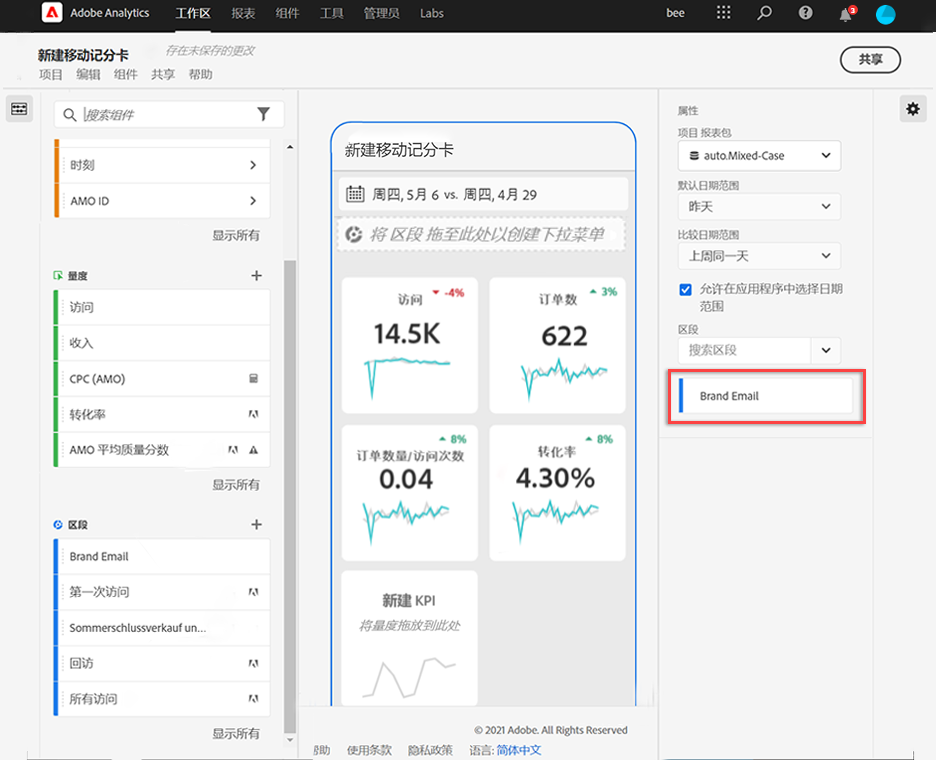 Adobe Analytics 工作区 报表 组件 工具 管理员 Labs bee 3
新建移动记分卡 存在未保存的更改
项目 编辑 组件 共享 帮助
共享
搜索组件
时刻
AMO ID
显示所有
量度
访问
收入
CPC (AMO)
转化率
AMO 平均质量分数
显示所有
区段
Brand Email
第一次访问
Sommerschlussverkauf un...
回访
所有访问
显示所有
新建移动记分卡
周四, 5月 6 vs. 周四, 4月 29
将 区段 拖至此处以创建下拉菜单
访问 -4%
14.5K
订单数 3%
622
8%
订单数量/访问次数
0.04
8%
转化率
4.30%
新建 KPI
将量度拖放到此处
© 2021 Adobe. All Rights Reserved
帮助 使用条款 隐私政策 语言: 简体中文
属性
项目 报表包
auto.Mixed-Case
默认日期范围
昨天
比较日期范围
上周同一天
允许在应用程序中选择日期
范围
区段
搜索区段
Brand Email